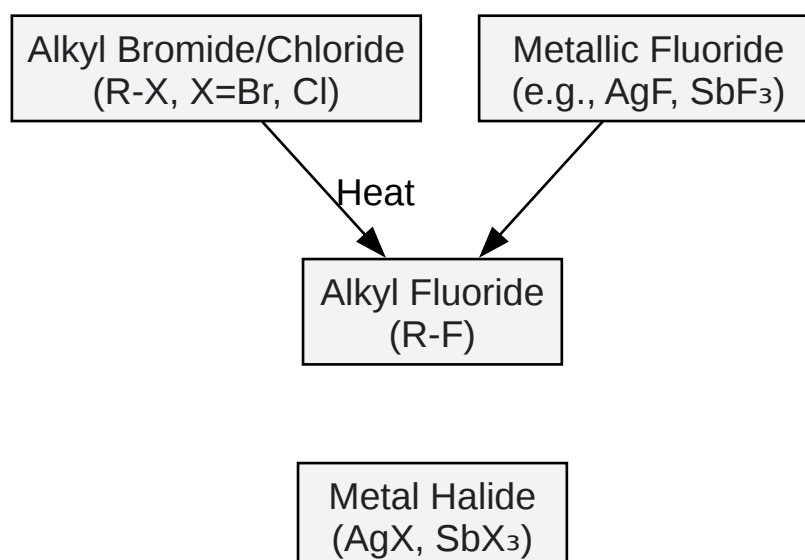 Alkyl Bromide/Chloride
(R-X, X=Br, Cl)
Metallic Fluoride
(e.g., AgF, SbF₃)
Heat
Alkyl Fluoride
(R-F)
Metal Halide
(AgX, SbX₃)